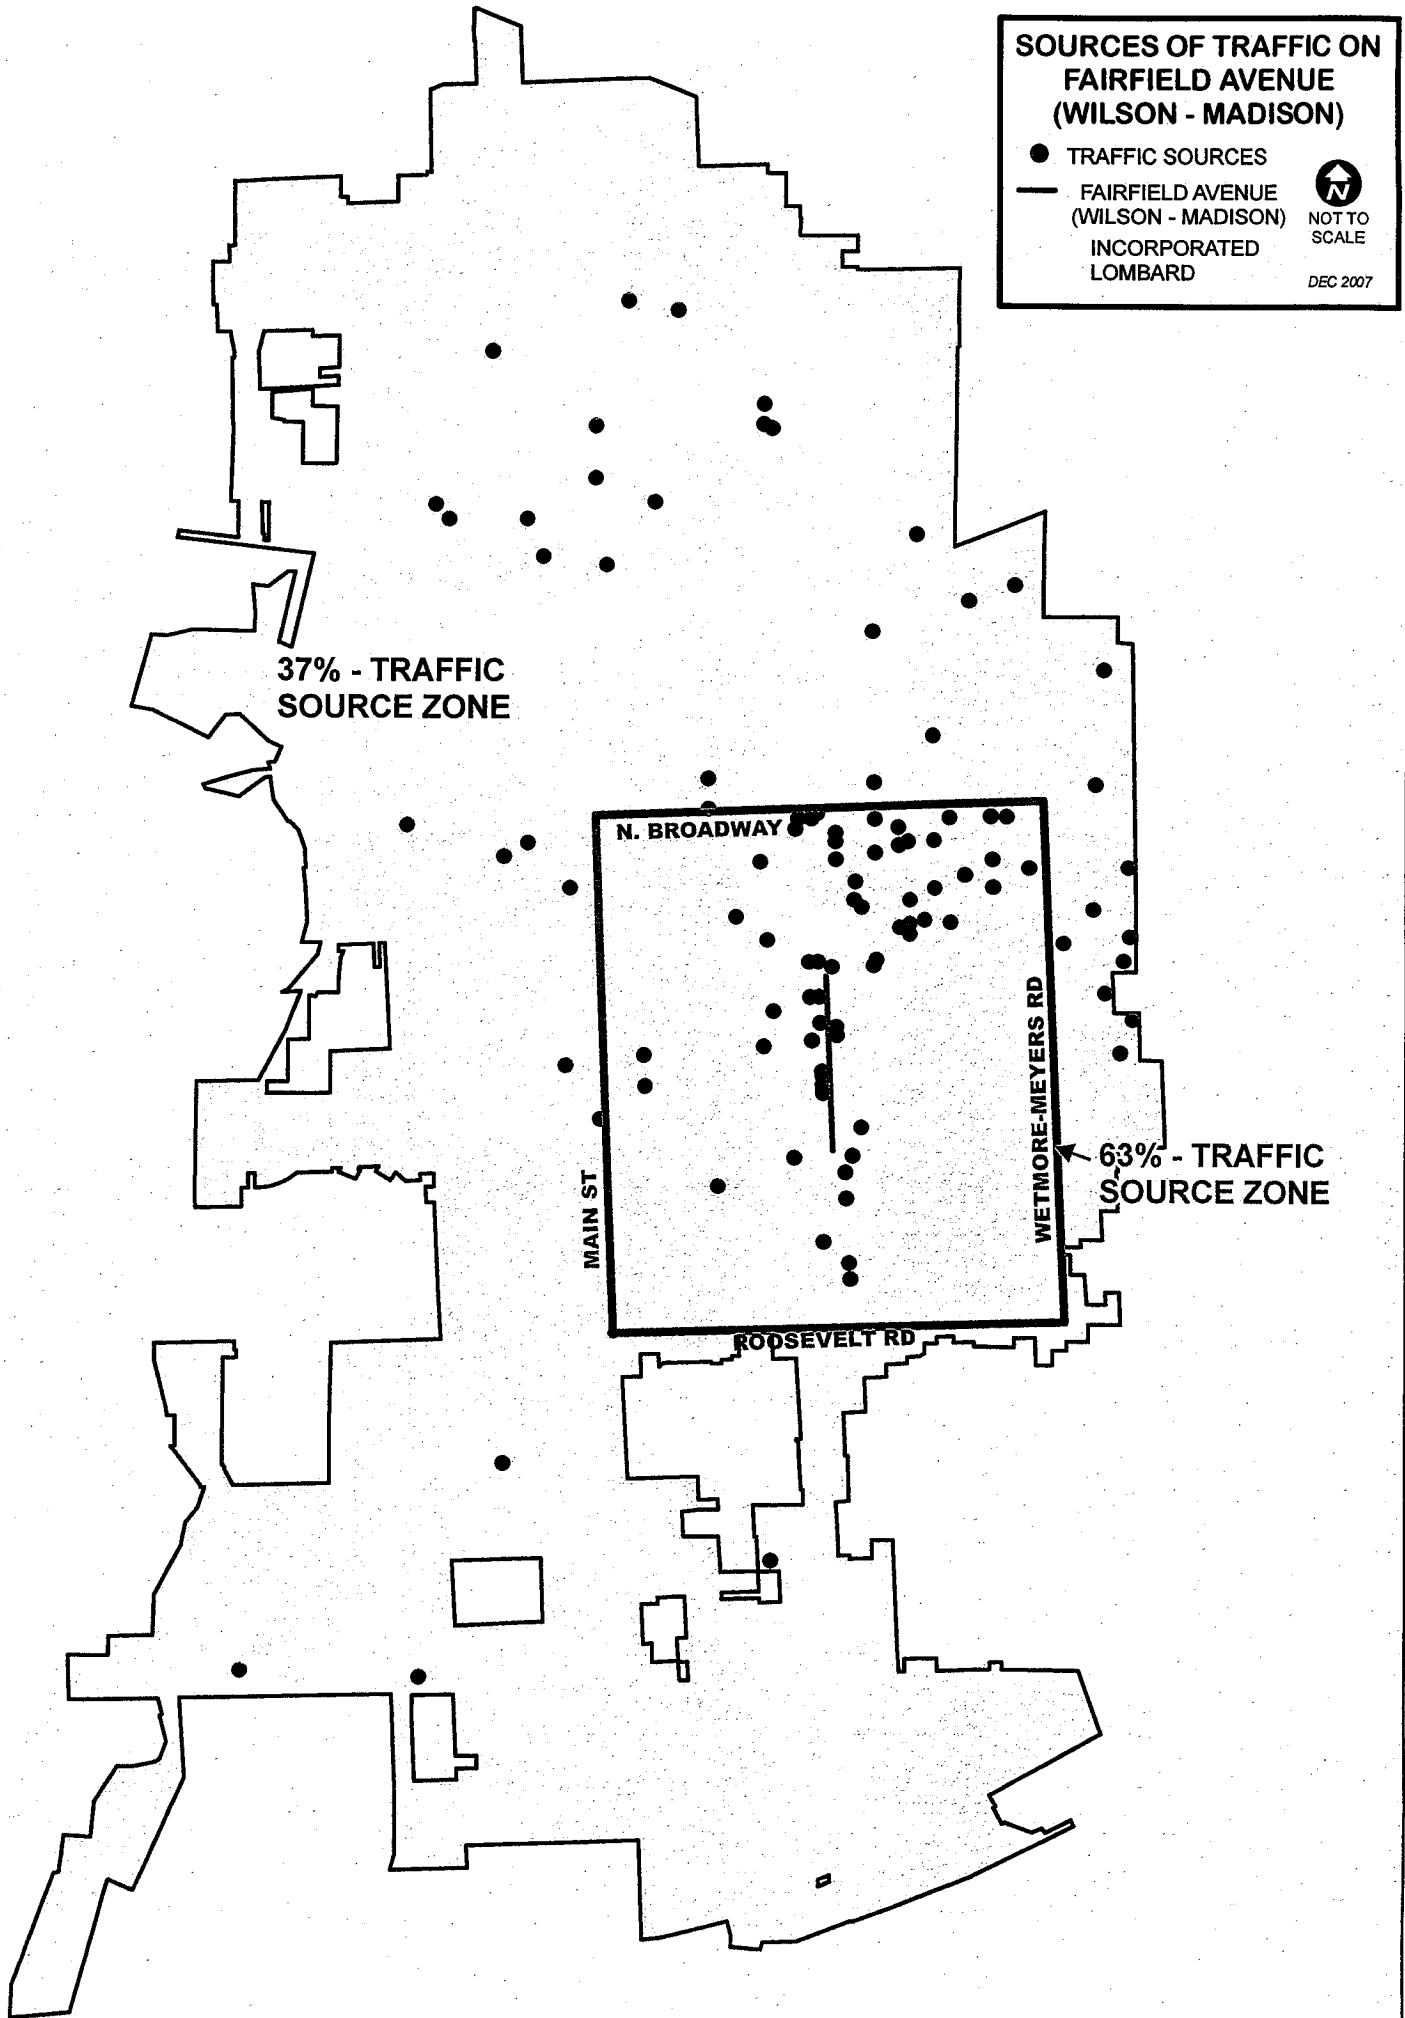 SOURCES OF TRAFFIC ON
FAIRFIELD AVENUE
(WILSON - MADISON)
TRAFFIC SOURCES
FAIRFIELD AVENUE
(WILSON - MADISON)
INCORPORATED
LOMBARD
N
NOT TO
SCALE
DEC 2007
37% - TRAFFIC
SOURCE ZONE
N. BROADWAY
WETMORE-MEYERS RD
63% - TRAFFIC
SOURCE ZONE
MAIN ST
ROOSEVELT RD